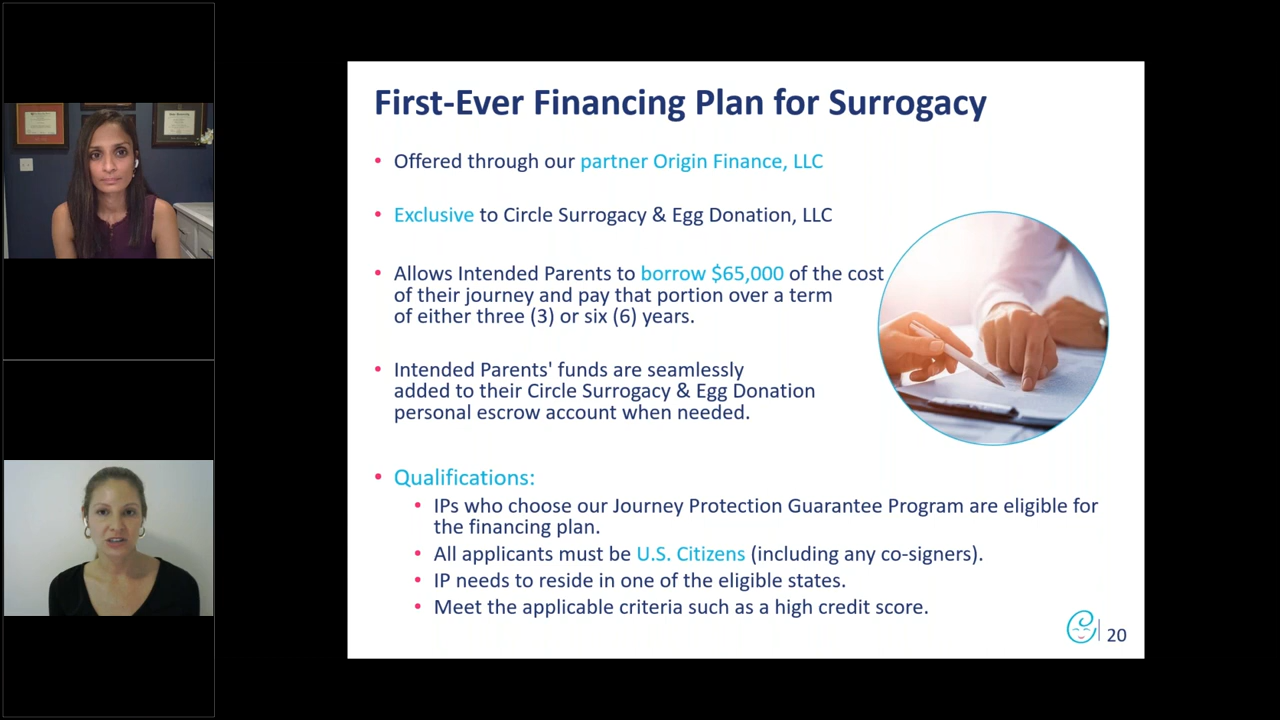 First-Ever Financing Plan for Surrogacy
• Offered through our partner Origin Finance, LLC
• Exclusive to Circle Surrogacy & Egg Donation, LLC
• Allows Intended Parents to borrow $65,000 of the cost
of their journey and pay that portion over a term
of either three (3) or six (6) years.
• Intended Parents' funds are seamlessly
added to their Circle Surrogacy & Egg Donation
personal escrow account when needed.
• Qualifications:
• IPs who choose our Journey Protection Guarantee Program are eligible for
the financing plan.
• All applicants must be U.S. Citizens (including any co-signers).
• IP needs to reside in one of the eligible states.
• Meet the applicable criteria such as a high credit score.
20